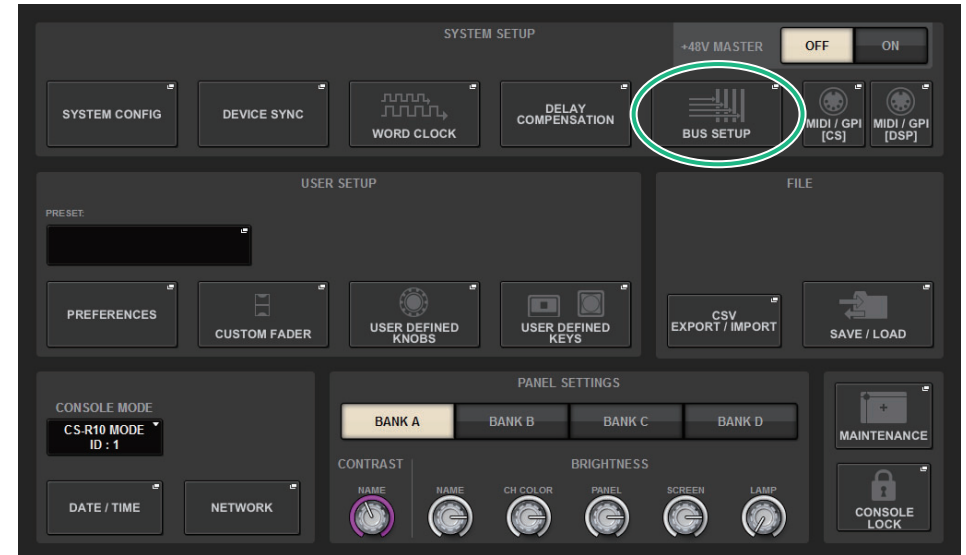 SYSTEM SETUP
+48V MASTER
OFF
ON
SYSTEM CONFIG
DEVICE SYNC
WORD CLOCK
DELAY
COMPENSATION
BUS SETUP
MIDI / GPI
[CS]
MIDI / GPI
[DSP]
USER SETUP
PRESET:
PREFERENCES
CUSTOM FADER
USER DEFINED
KNOBS
USER DEFINED
KEYS
FILE
CSV
EXPORT / IMPORT
SAVE / LOAD
CONSOLE MODE
CS-R10 MODE
ID : 1
DATE / TIME
NETWORK
PANEL SETTINGS
BANK A
BANK B
BANK C
BANK D
CONTRAST
BRIGHTNESS
NAME
NAME
CH COLOR
PANEL
SCREEN
LAMP
MAINTENANCE
CONSOLE
LOCK